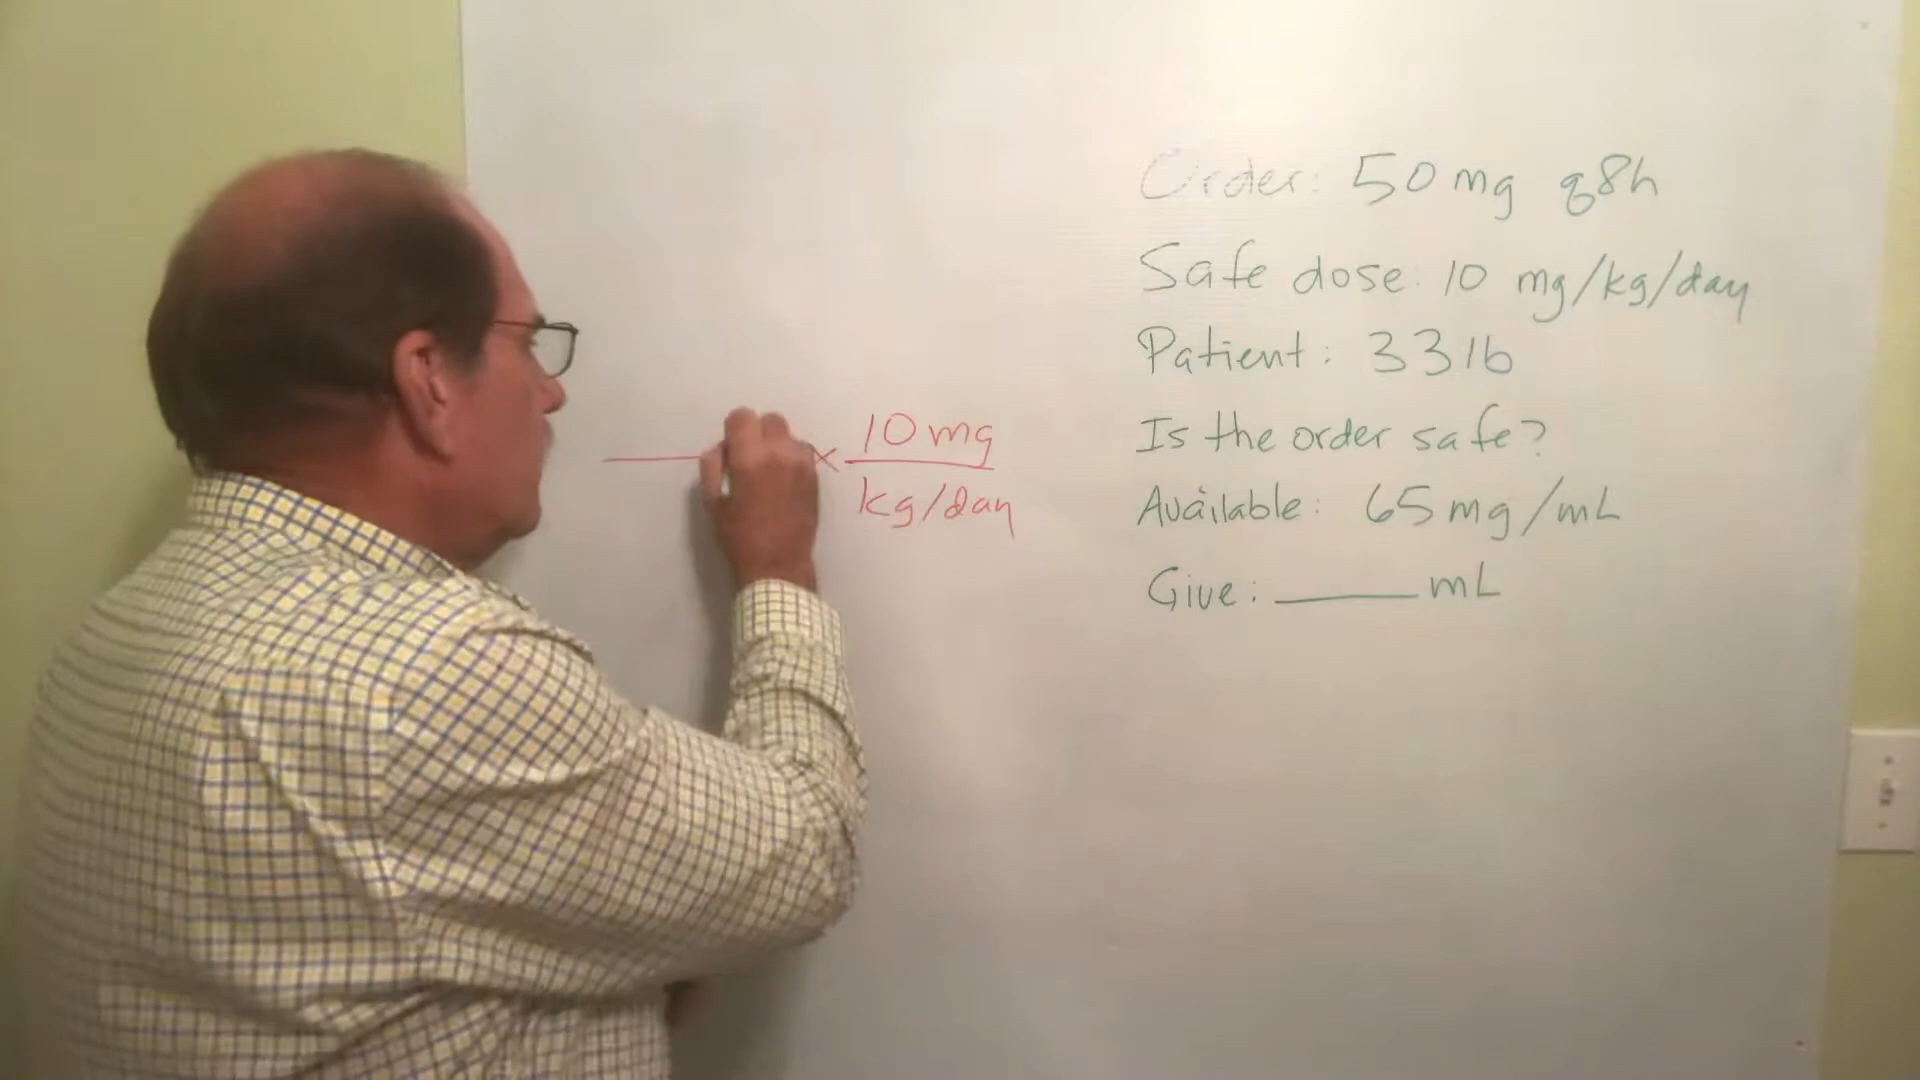 Order: 50 mg q8h
Safe dose: 10 mg/kg/day
Patient: 33 lb
Is the order safe?
Available: 65 mg/mL
Give: ______ mL
x 10 mg
kg/day